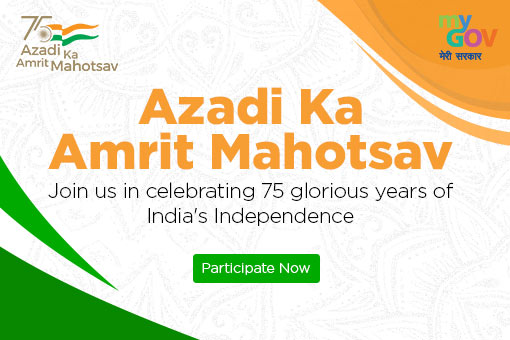 75
Azadi Ka
Amrit Mahotsav
my
GOV
मेरी सरकार
Azadi Ka
Amrit Mahotsav
Join us in celebrating 75 glorious years of
India's Independence
Participate Now